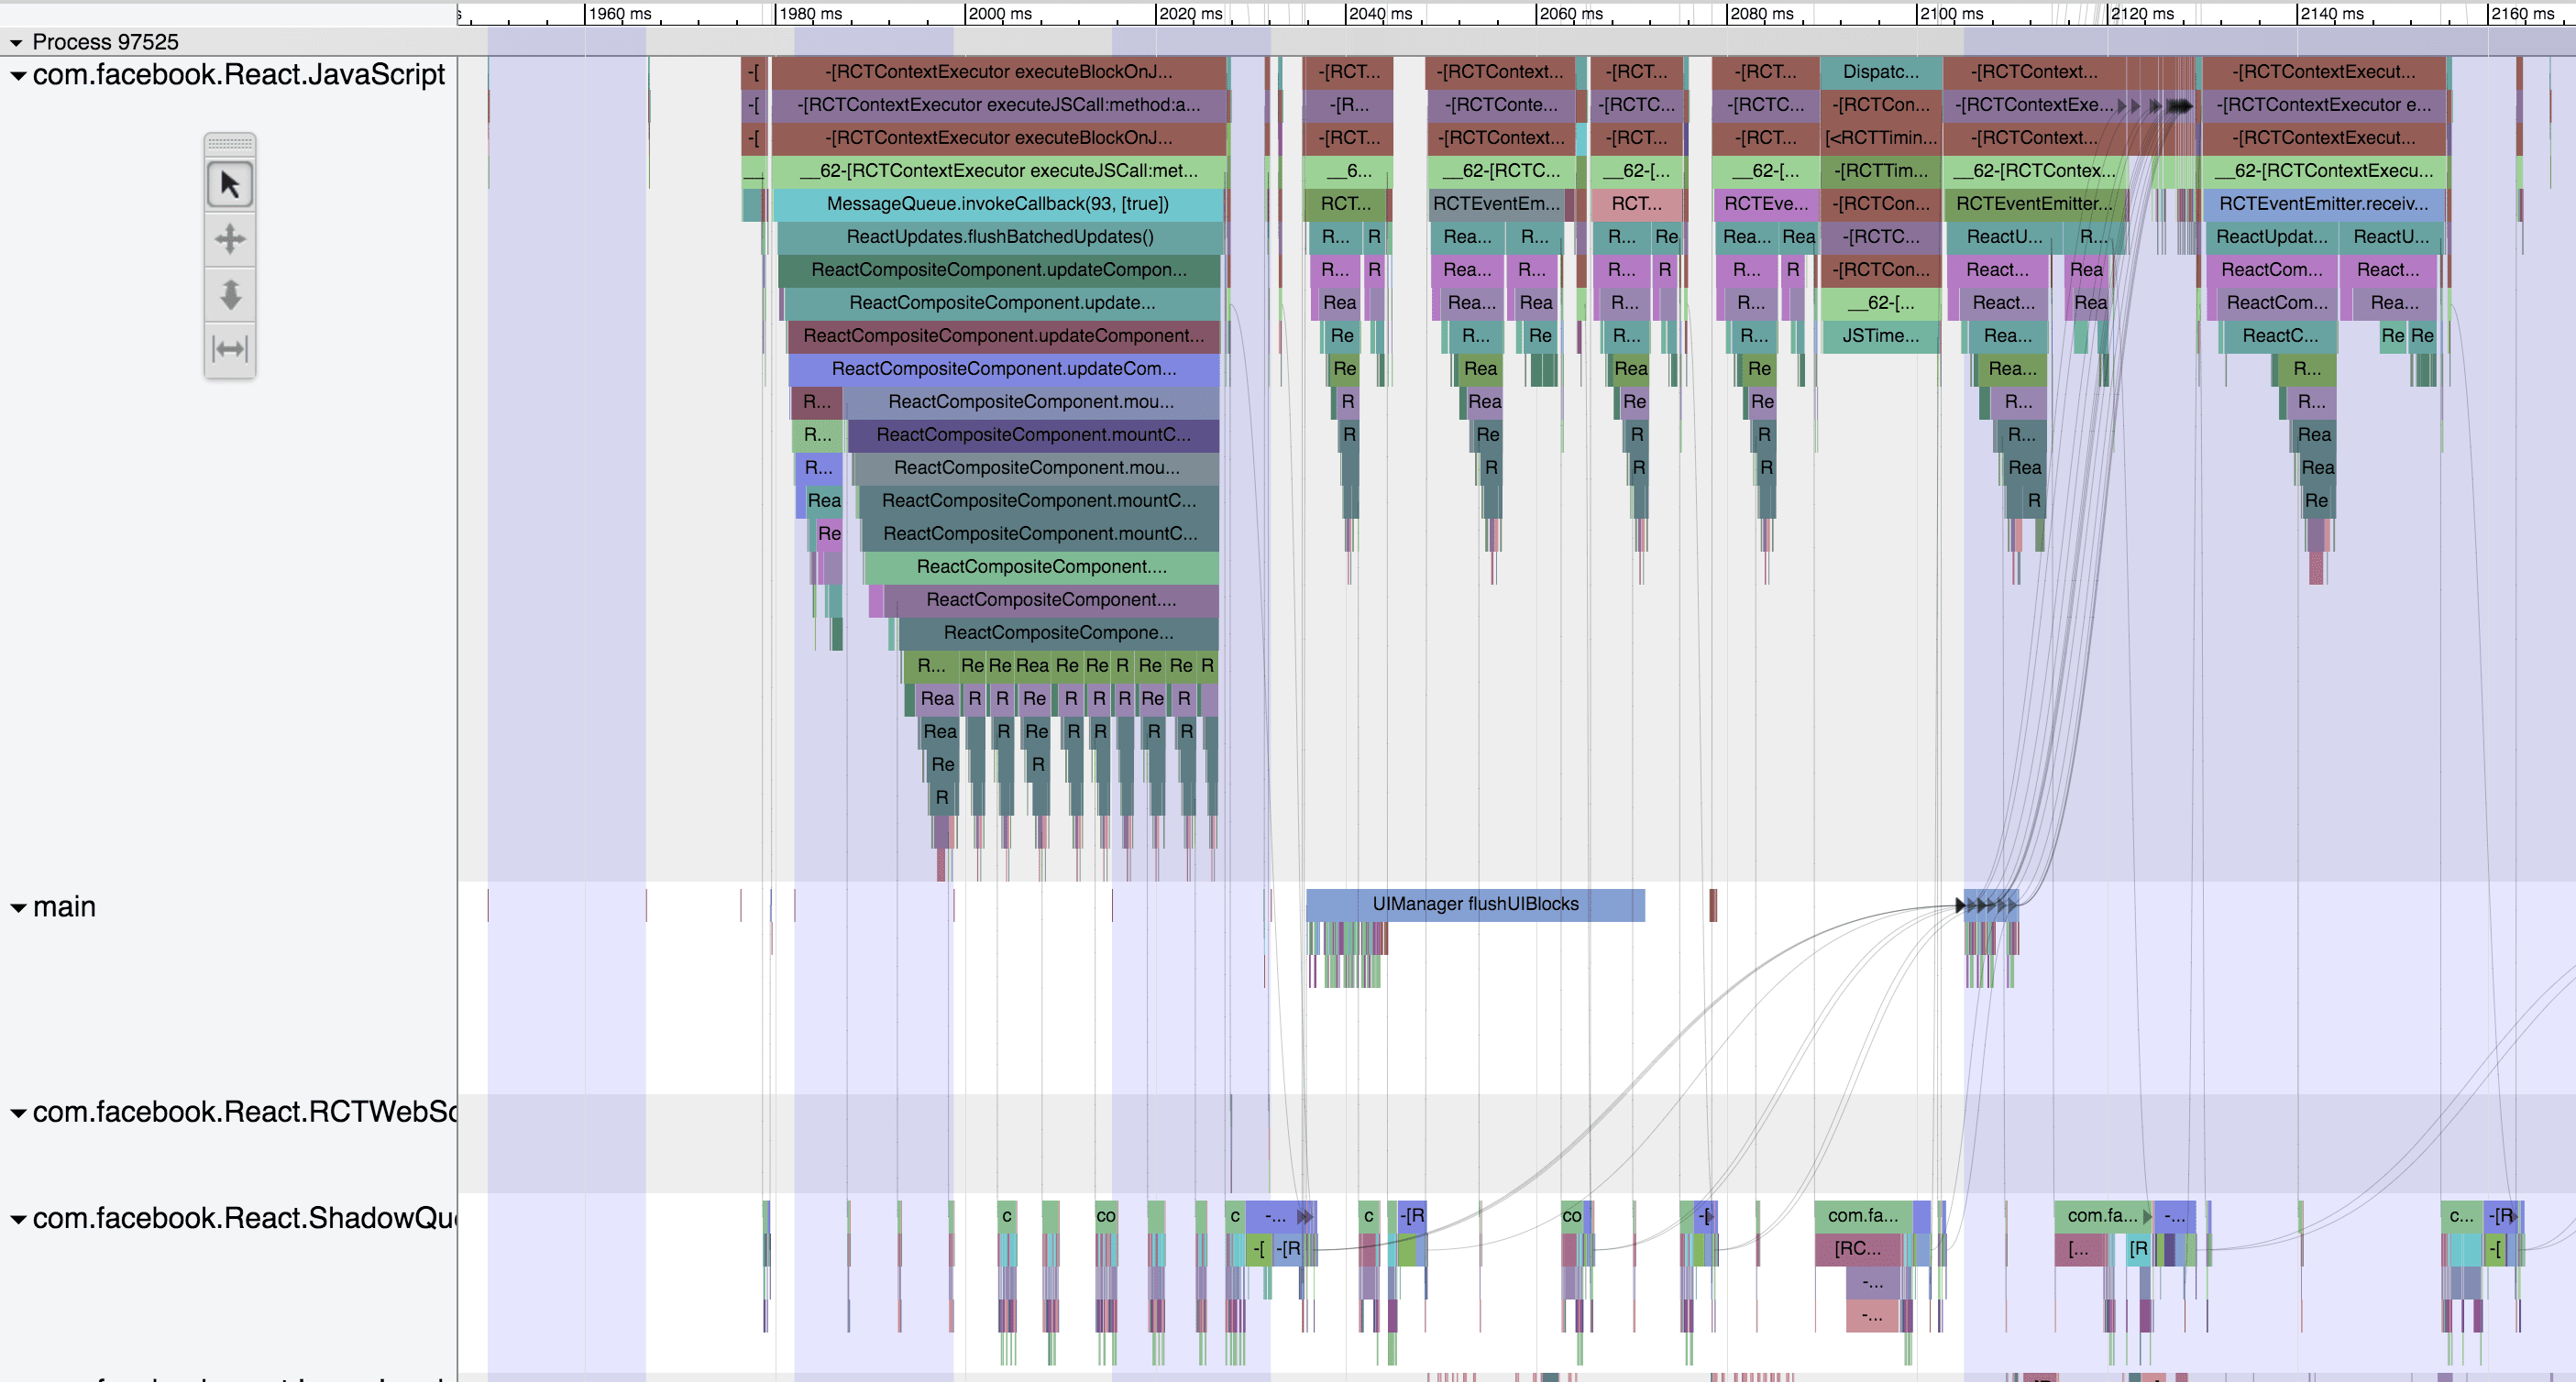 1960 ms 1980 ms 2000 ms 2020 ms 2040 ms 2060 ms 2080 ms 2100 ms 2120 ms 2140 ms 2160 ms
Process 97525
com.facebook.React.JavaScript
-[ -[RCTContextExecutor executeBlockOnJ... -[RCT... -[RCTContext... -[RCT... -[RCT... Dispatc... -[RCTContext... -[RCTContextExecut...
-[ -[RCTContextExecutor executeJSCall:method:a... -[R... -[RCTConte... -[RCTC... -[RCTC... -[RCTCon... -[RCTContextExe... -[RCTContextExecutor e...
-[ -[RCTContextExecutor executeBlockOnJ... -[RCT... -[RCTContext... -[RCT... -[RCT... [<RCTTimin... -[RCTContext... -[RCTContextExecut...
__62-[RCTContextExecutor executeJSCall:met... __6... __62-[RCTC... __62-[... __62-[... -[RCTTim... __62-[RCTContex... __62-[RCTContextExecu...
MessageQueue.invokeCallback(93, [true]) RCT... RCTEventEm... RCT... RCTEve... -[RCTCon... RCTEventEmitter... RCTEventEmitter.receiv...
ReactUpdates.flushBatchedUpdates() R... R Rea... R... R... Re Rea... Rea -[RCTC... ReactU... R... ReactUpdat... ReactU...
ReactCompositeComponent.updateCompon... R... R Rea... R... R... R R... R -[RCTCon... React... Rea ReactCom... React...
ReactCompositeComponent.update... Rea Rea... Rea R... R... __62-[... React... Rea ReactCom... Rea...
ReactCompositeComponent.updateComponent... Re R... Re R... R... JSTime... Rea... ReactC... Re Re
ReactCompositeComponent.updateCom... Re Rea Rea Re Rea... R...
R... ReactCompositeComponent.mou... R Rea Re Re R... R...
R... ReactCompositeComponent.mountC... R Re R R R... Rea
R... ReactCompositeComponent.mou... R R R Rea Rea
Rea ReactCompositeComponent.mountC... R Re
Re ReactCompositeComponent.mountC...
ReactCompositeComponent....
ReactCompositeComponent....
ReactCompositeCompone...
R... Re Re Rea Re Re R Re Re R
Rea R R Re R R R Re R
Rea R Re R R R R
Re R
R
main
UIManager flushUIBlocks
com.facebook.React.RCTWebSc
com.facebook.React.ShadowQu
c co c -... c -[R co -[ com.fa... com.fa... -... c... -[R
-[ -[R [RC... [... [R -[
-...
-...